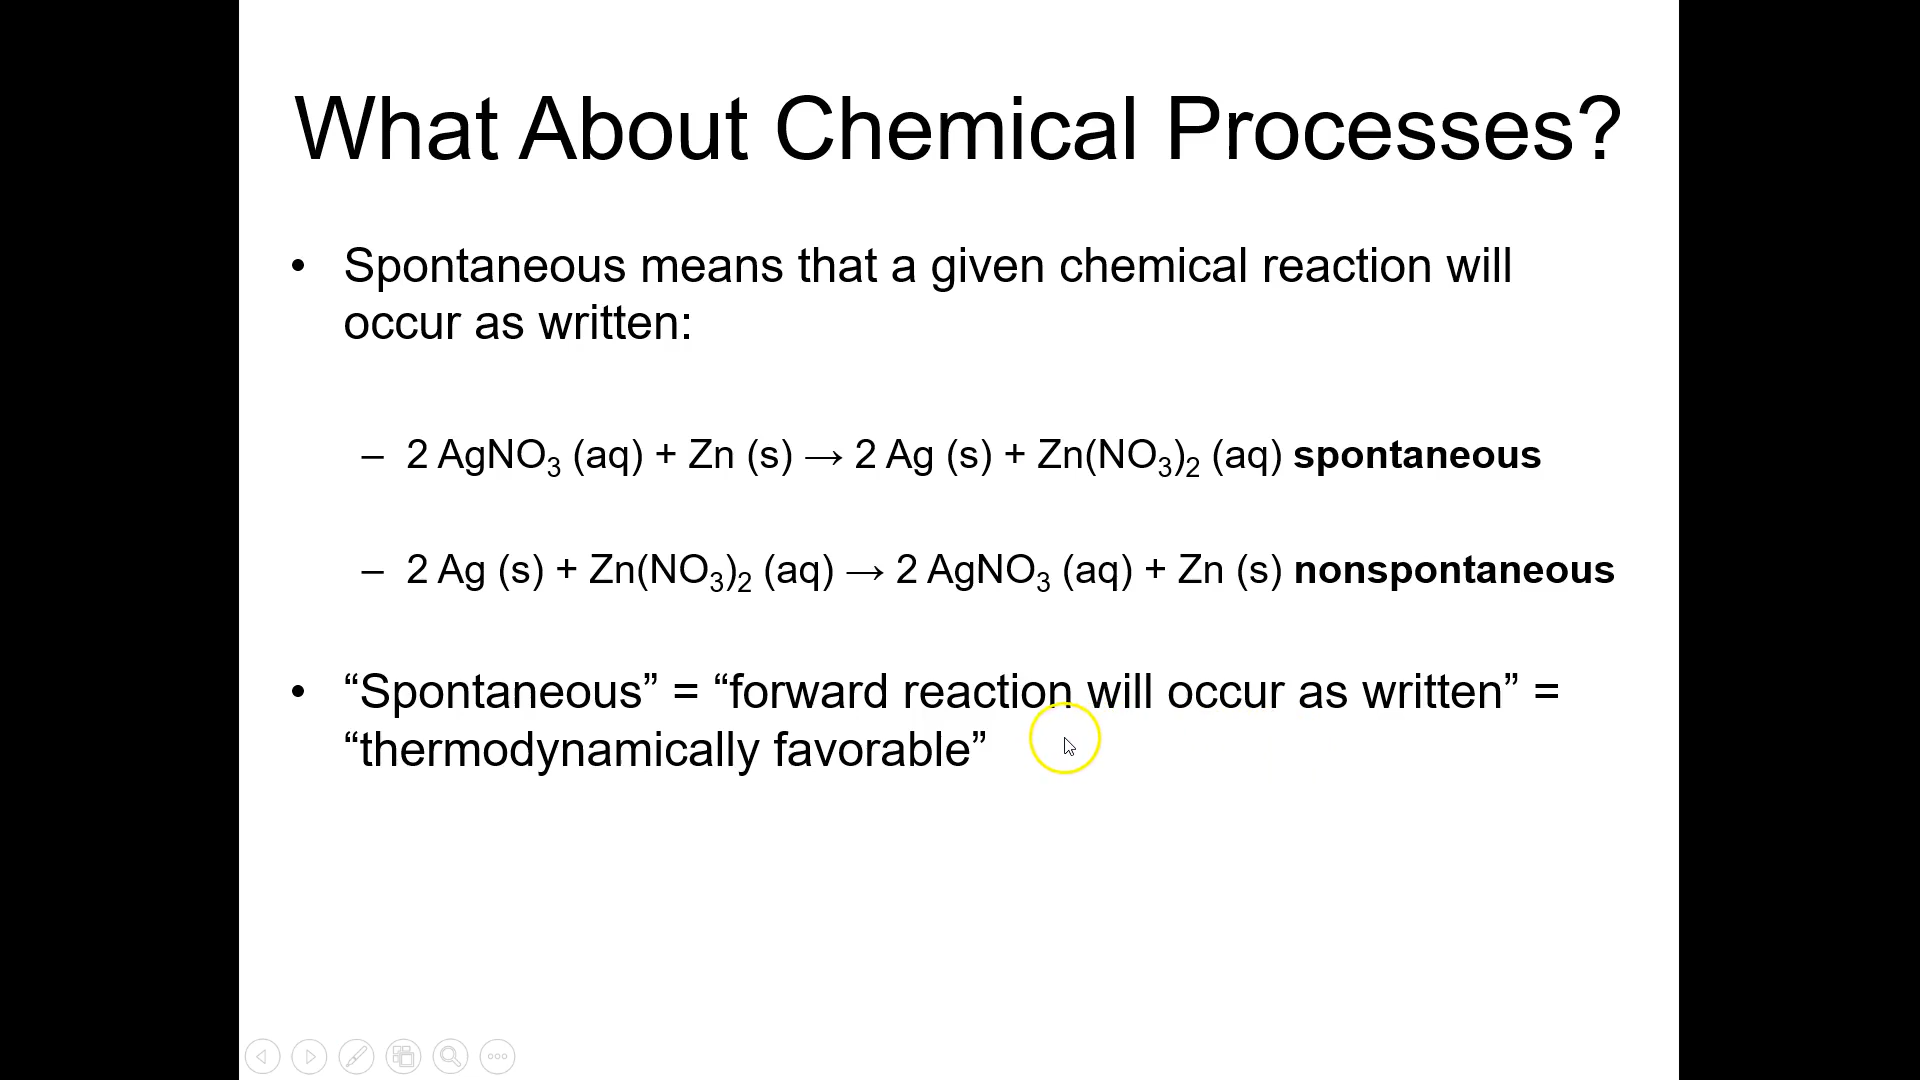 What About Chemical Processes?
• Spontaneous means that a given chemical reaction will
occur as written:
– 2 AgNO₃ (aq) + Zn (s) → 2 Ag (s) + Zn(NO₃)₂ (aq) spontaneous
– 2 Ag (s) + Zn(NO₃)₂ (aq) → 2 AgNO₃ (aq) + Zn (s) nonspontaneous
• “Spontaneous” = “forward reaction will occur as written” =
“thermodynamically favorable”